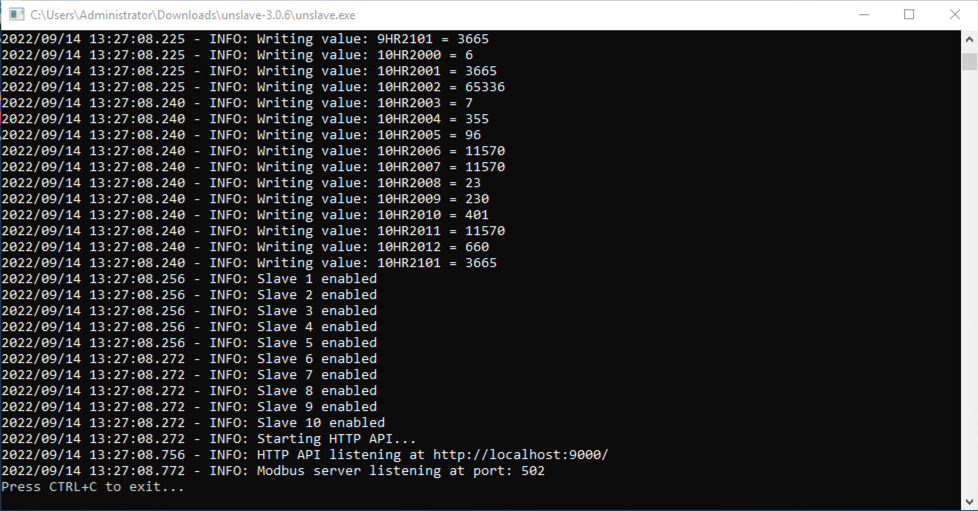 C:\Users\Administrator\Downloads\unslave-3.0.6\unslave.exe
2022/09/14 13:27:08.225 - INFO: Writing value: 9HR2101 = 3665
2022/09/14 13:27:08.225 - INFO: Writing value: 10HR2000 = 6
2022/09/14 13:27:08.225 - INFO: Writing value: 10HR2001 = 3665
2022/09/14 13:27:08.225 - INFO: Writing value: 10HR2002 = 65336
2022/09/14 13:27:08.240 - INFO: Writing value: 10HR2003 = 7
2022/09/14 13:27:08.240 - INFO: Writing value: 10HR2004 = 355
2022/09/14 13:27:08.240 - INFO: Writing value: 10HR2005 = 96
2022/09/14 13:27:08.240 - INFO: Writing value: 10HR2006 = 11570
2022/09/14 13:27:08.240 - INFO: Writing value: 10HR2007 = 11570
2022/09/14 13:27:08.240 - INFO: Writing value: 10HR2008 = 23
2022/09/14 13:27:08.240 - INFO: Writing value: 10HR2009 = 230
2022/09/14 13:27:08.240 - INFO: Writing value: 10HR2010 = 401
2022/09/14 13:27:08.240 - INFO: Writing value: 10HR2011 = 11570
2022/09/14 13:27:08.240 - INFO: Writing value: 10HR2012 = 660
2022/09/14 13:27:08.240 - INFO: Writing value: 10HR2101 = 3665
2022/09/14 13:27:08.256 - INFO: Slave 1 enabled
2022/09/14 13:27:08.256 - INFO: Slave 2 enabled
2022/09/14 13:27:08.256 - INFO: Slave 3 enabled
2022/09/14 13:27:08.256 - INFO: Slave 4 enabled
2022/09/14 13:27:08.256 - INFO: Slave 5 enabled
2022/09/14 13:27:08.272 - INFO: Slave 6 enabled
2022/09/14 13:27:08.272 - INFO: Slave 7 enabled
2022/09/14 13:27:08.272 - INFO: Slave 8 enabled
2022/09/14 13:27:08.272 - INFO: Slave 9 enabled
2022/09/14 13:27:08.272 - INFO: Slave 10 enabled
2022/09/14 13:27:08.272 - INFO: Starting HTTP API...
2022/09/14 13:27:08.756 - INFO: HTTP API listening at http://localhost:9000/
2022/09/14 13:27:08.772 - INFO: Modbus server listening at port: 502
Press CTRL+C to exit...